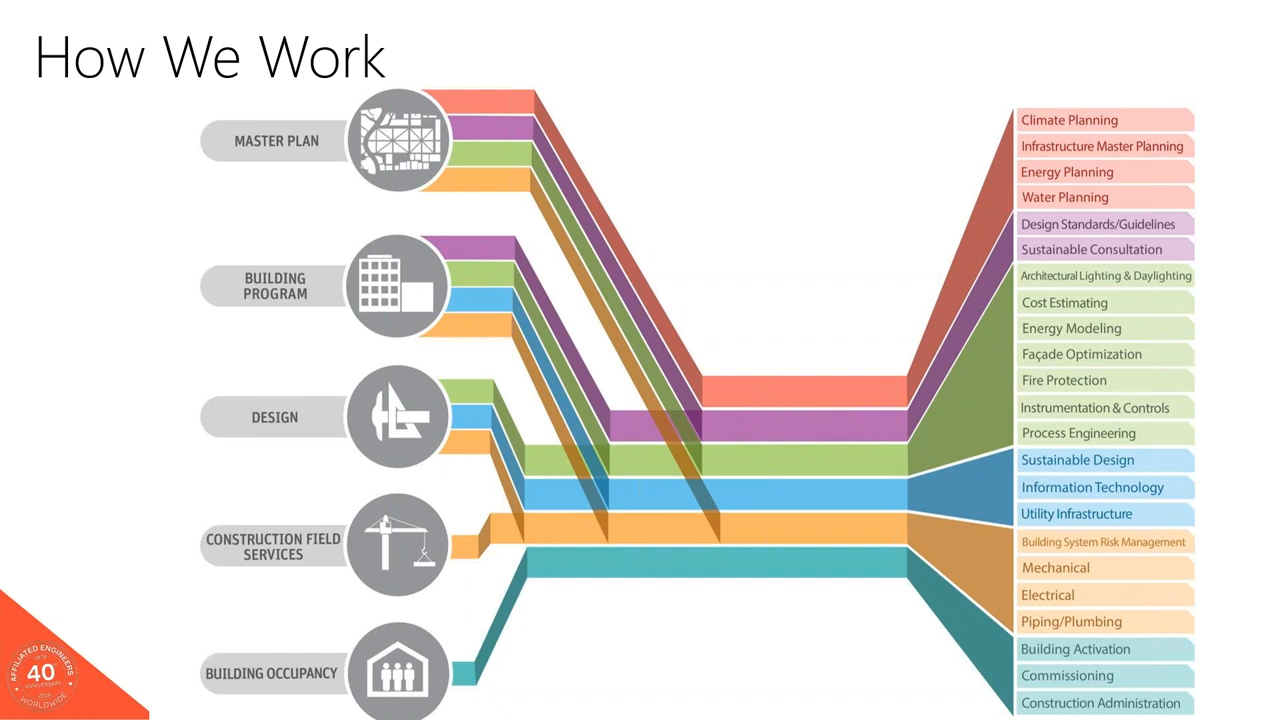 How We Work
MASTER PLAN
BUILDING
PROGRAM
DESIGN
CONSTRUCTION FIELD
SERVICES
BUILDING OCCUPANCY
Climate Planning
Infrastructure Master Planning
Energy Planning
Water Planning
Design Standards/Guidelines
Sustainable Consultation
Architectural Lighting & Daylighting
Cost Estimating
Energy Modeling
Façade Optimization
Fire Protection
Instrumentation & Controls
Process Engineering
Sustainable Design
Information Technology
Utility Infrastructure
Building System Risk Management
Mechanical
Electrical
Piping/Plumbing
Building Activation
Commissioning
Construction Administration
AFFILIATED ENGINEERS
1978
40
ANNIVERSARY
2018
WORLDWIDE